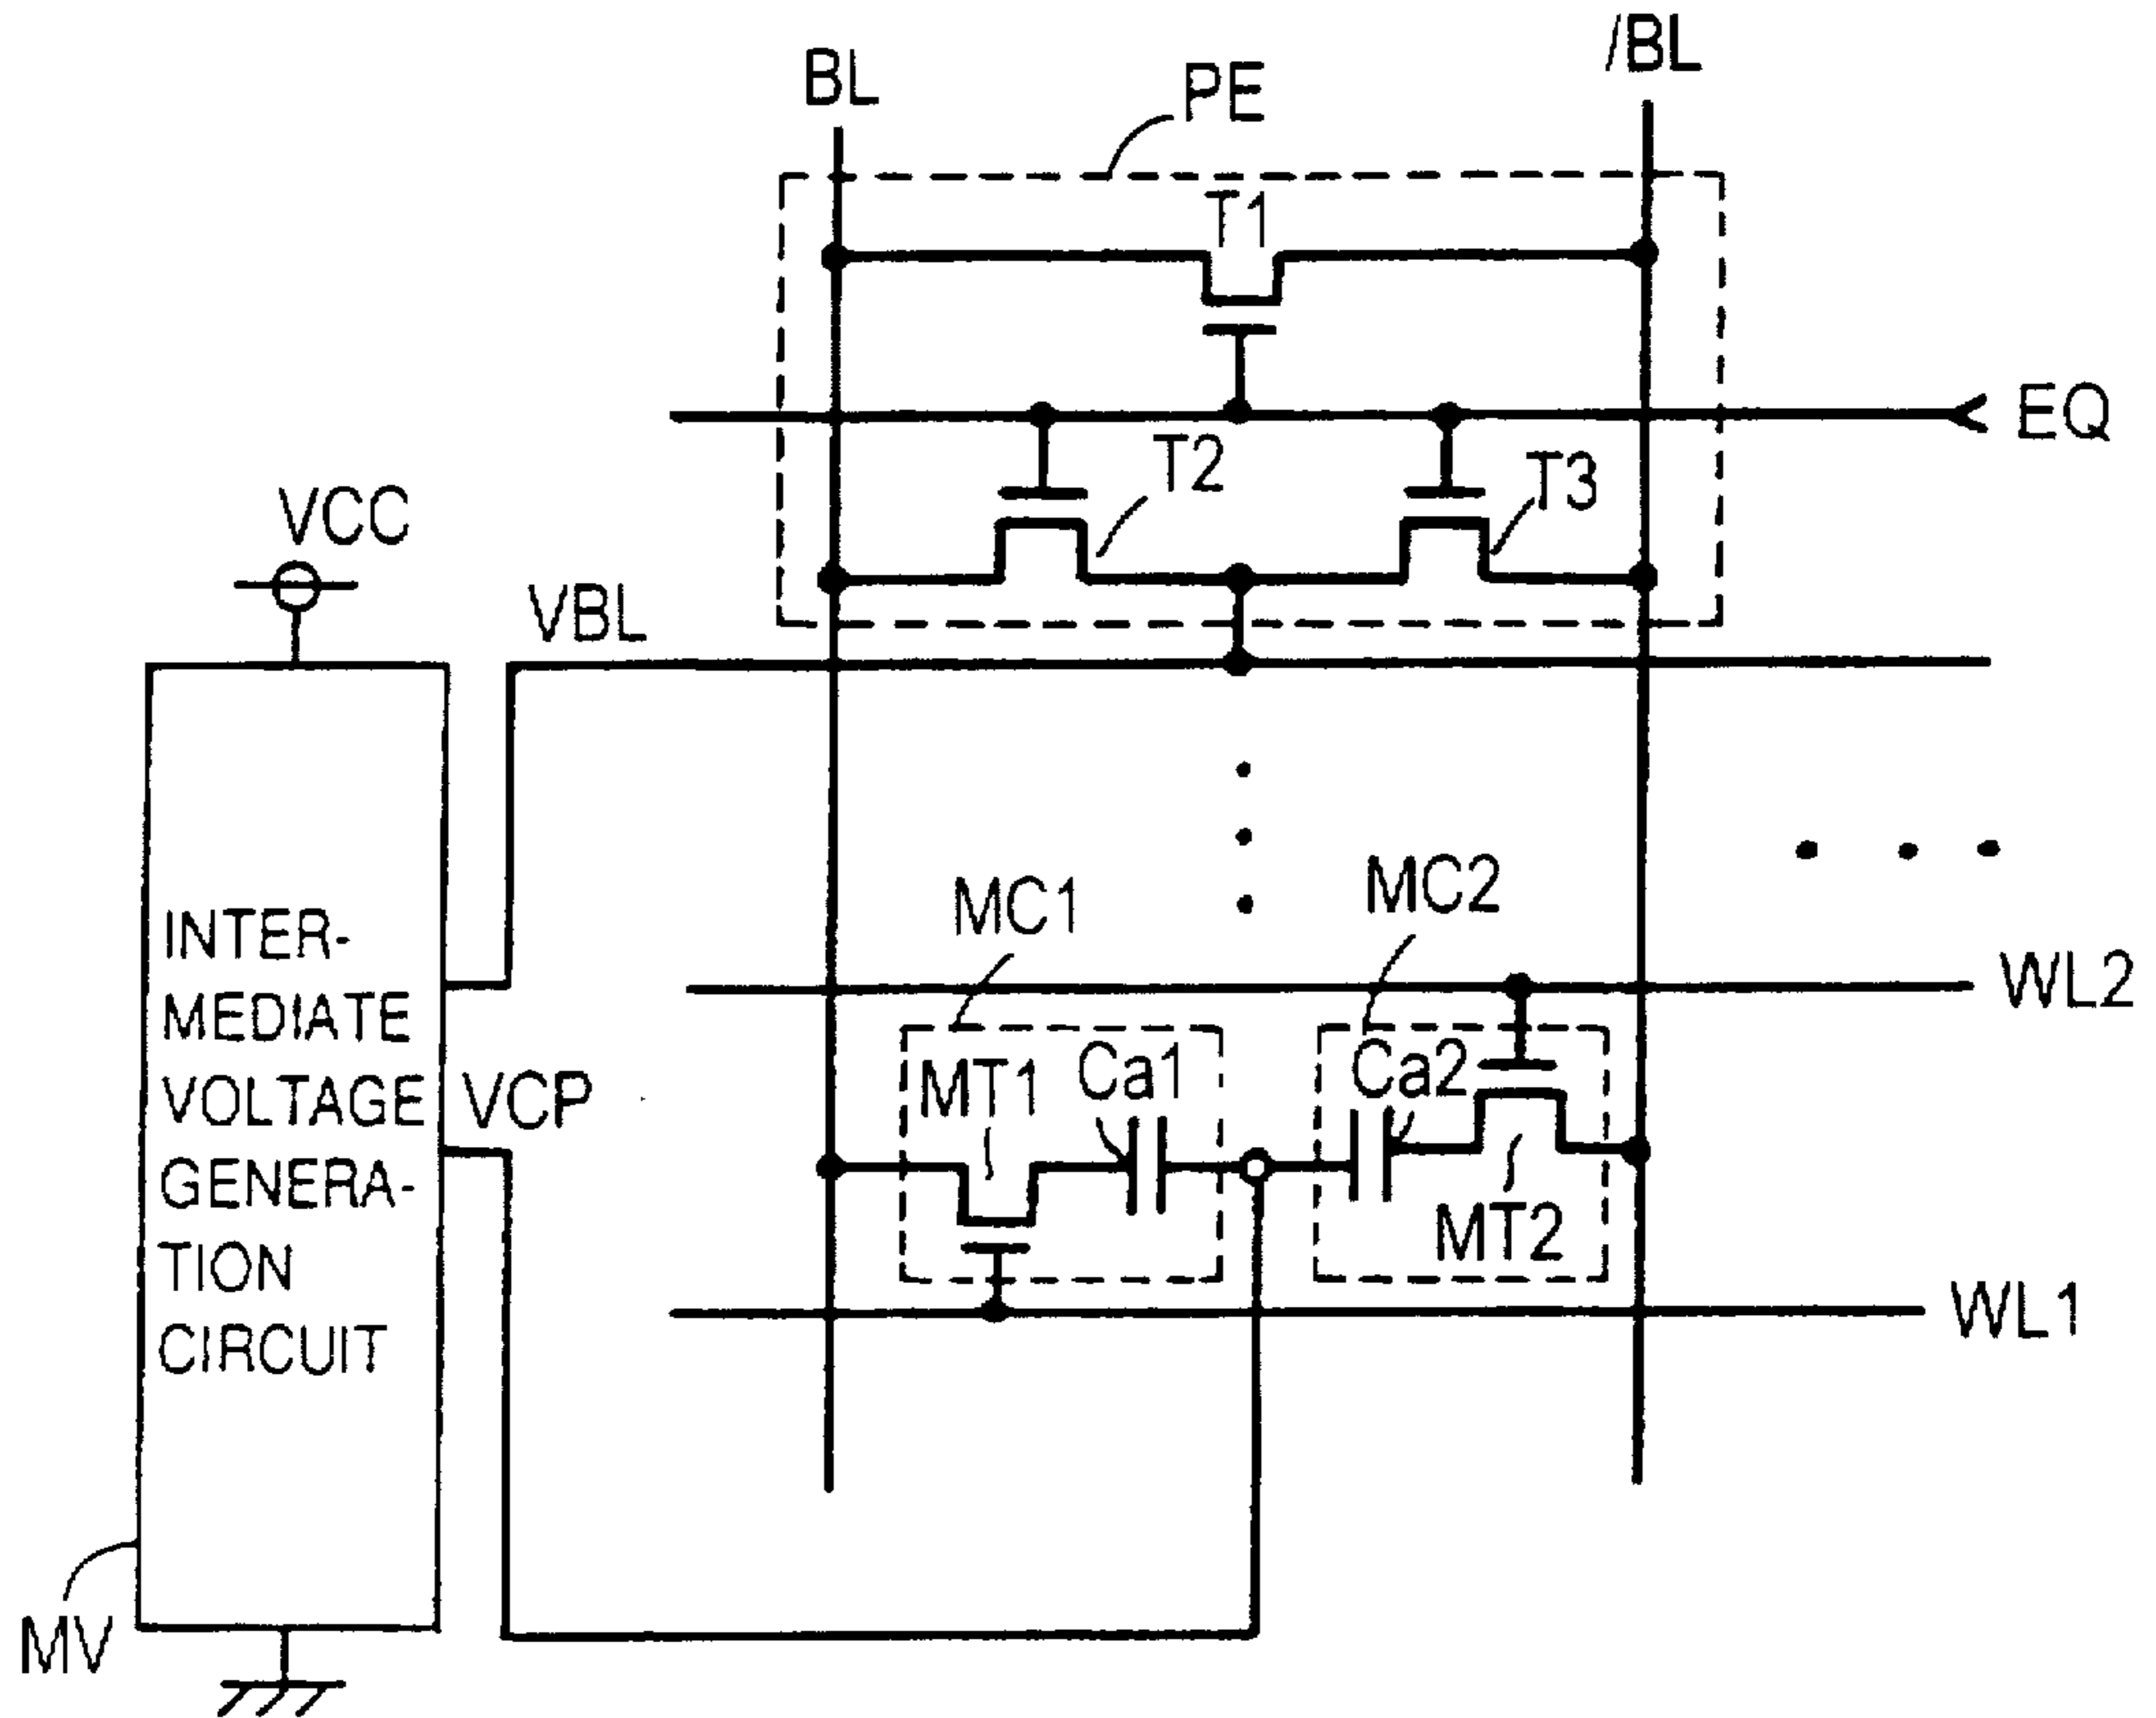 /BL
BL
PE
T1
EQ
T2
T3
VCC
VBL
MC2
MC1
INTER-
MEDIATE
VOLTAGE
GENERA-
TION
CIRCUIT
WL2
Ca1
Ca2
MT1
VCP
MT2
WL1
MV